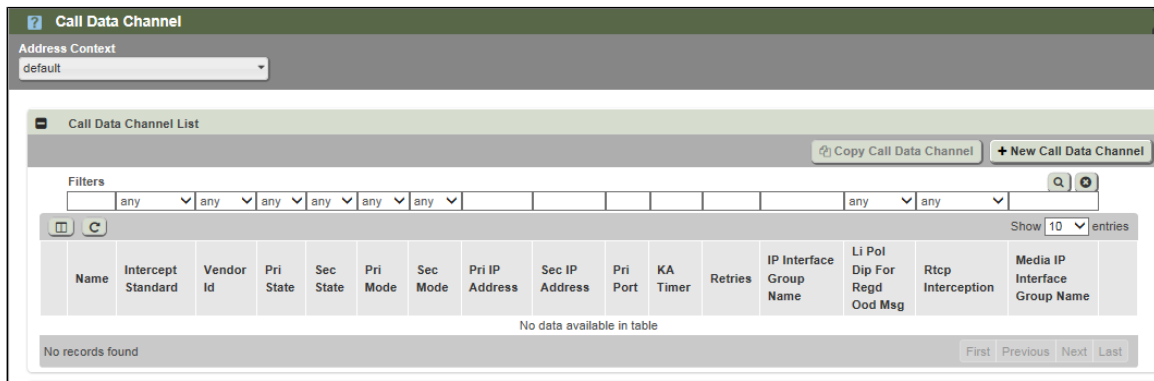 ? Call Data Channel
Address Context
default
Call Data Channel List
Copy Call Data Channel + New Call Data Channel
Filters
any any any any any any any any
Show 10 entries
Name Intercept Standard Vendor Id Pri State Sec State Pri Mode Sec Mode Pri IP Address Sec IP Address Pri Port KA Timer Retries IP Interface Group Name Li Pol Dip For Regd Ood Msg Rtcp Interception Media IP Interface Group Name
No data available in table
No records found First Previous Next Last